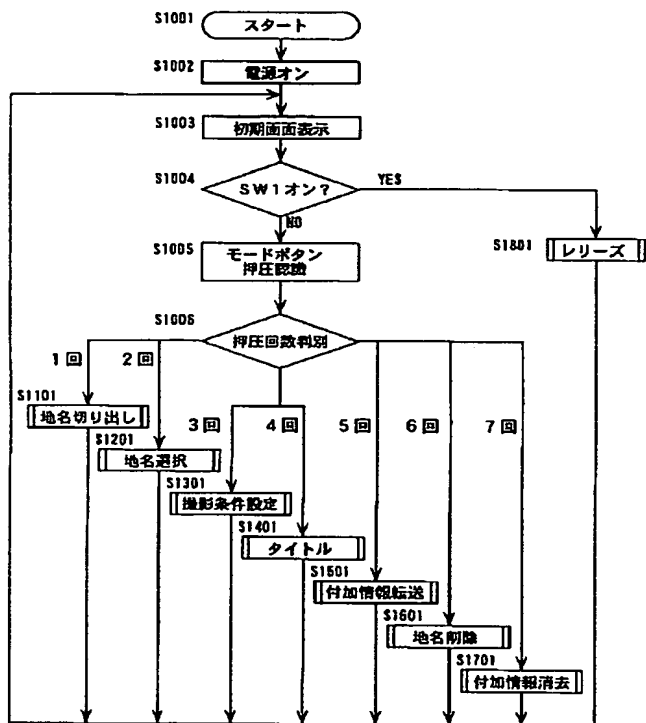 S1001
スタート
S1002
電源オン
S1003
初期画面表示
S1004
SW1オン?
YES
NO
S1005
モードボタン
押圧認識
S1801
レリーズ
S1006
押圧回数判別
1回
2回
3回
4回
5回
6回
7回
S1101
地名切り出し
S1201
地名選択
S1301
撮影条件設定
S1401
タイトル
S1501
付加情報転送
S1601
地名削除
S1701
付加情報消去